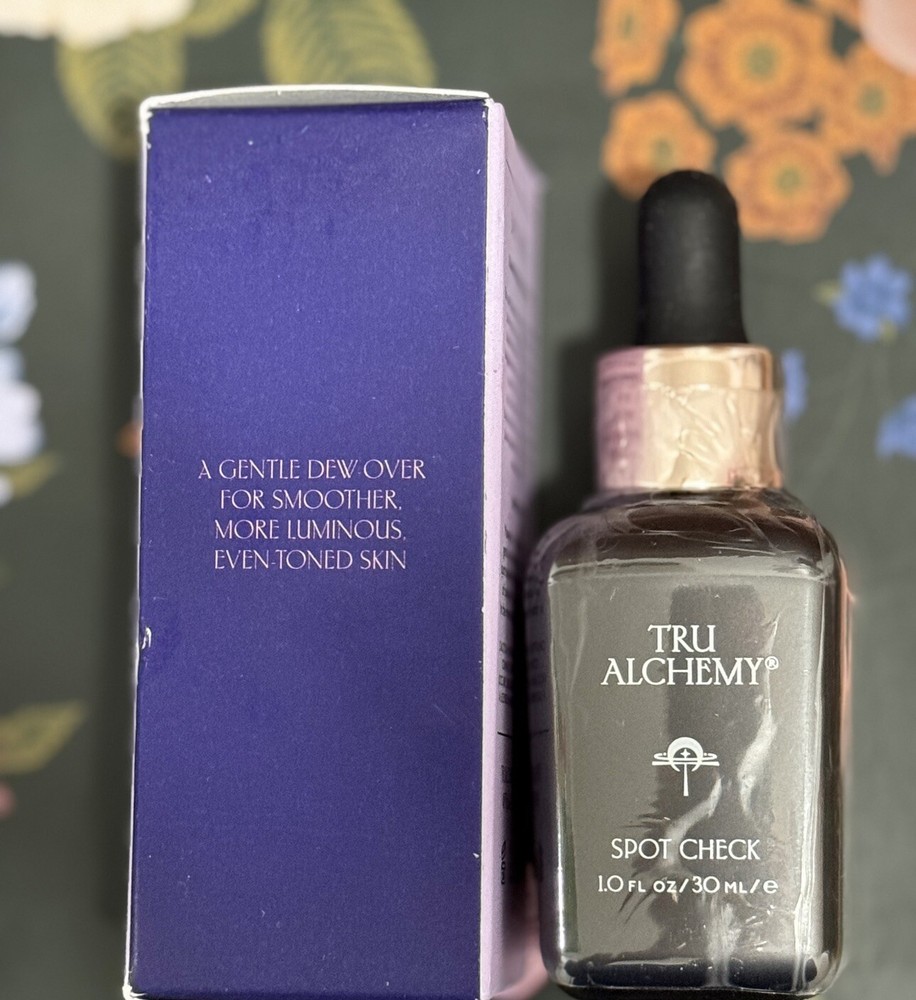 A GENTLE DEW-OVER
FOR SMOOTHER,
MORE LUMINOUS,
EVEN-TONED SKIN
TRU
ALCHEMY®
SPOT CHECK
1.0 FL OZ/30 ML/e